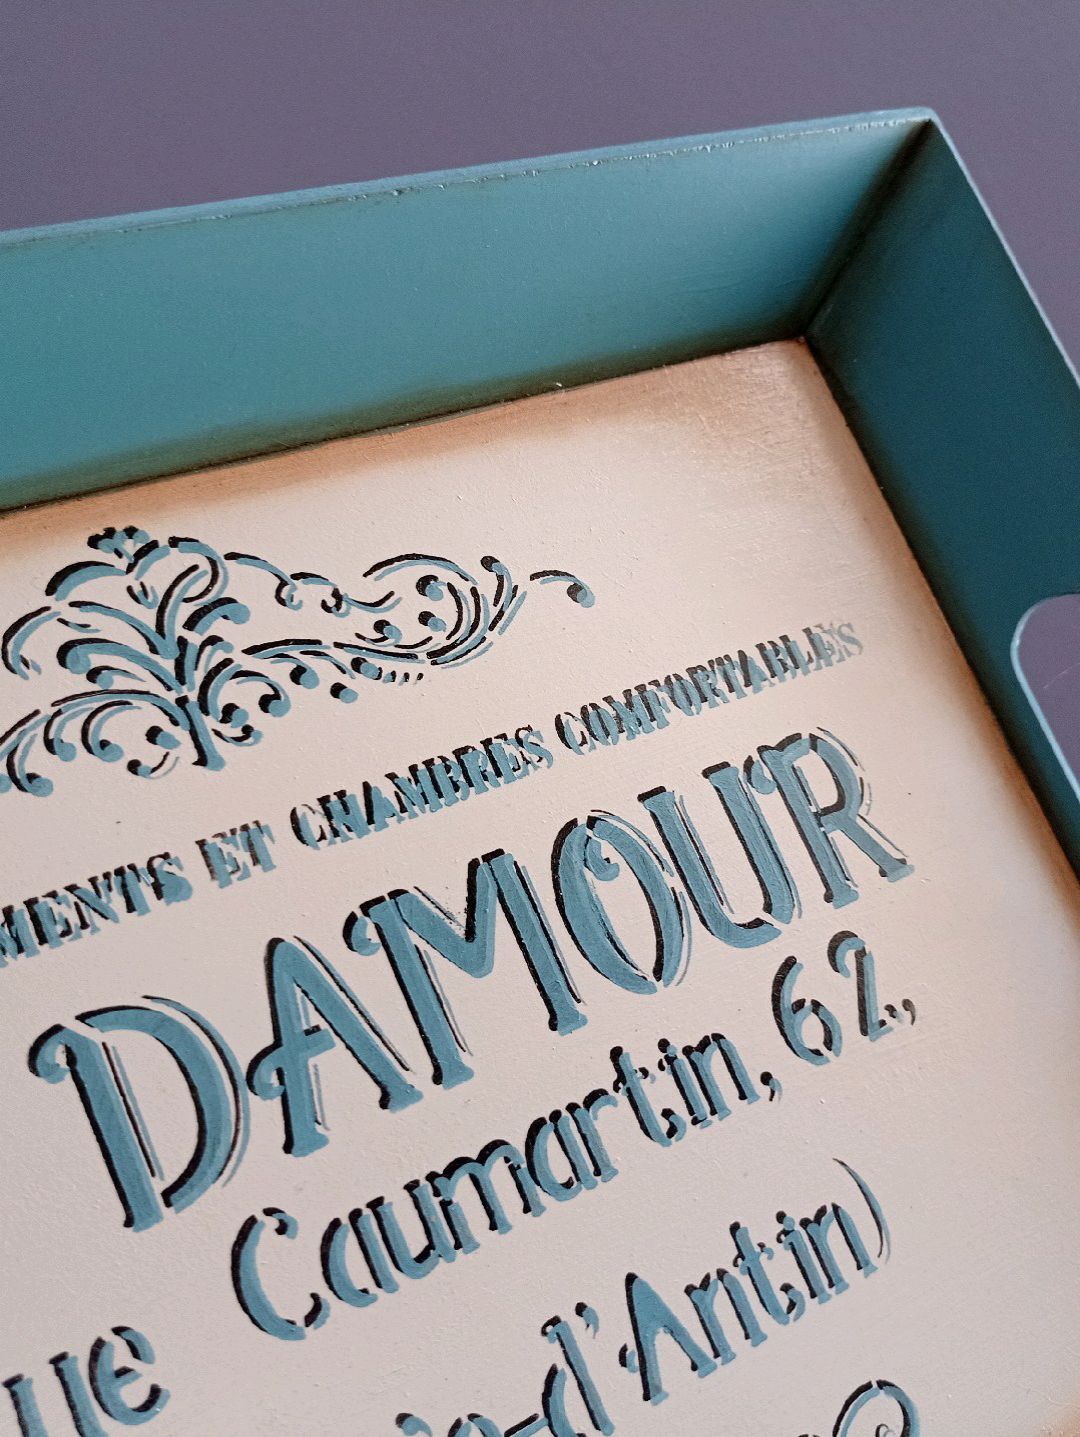 MENTS ET CHAMBRES COMFORTABLES
DAMOUR
Caumartin, 62,
ue
d'Antin)